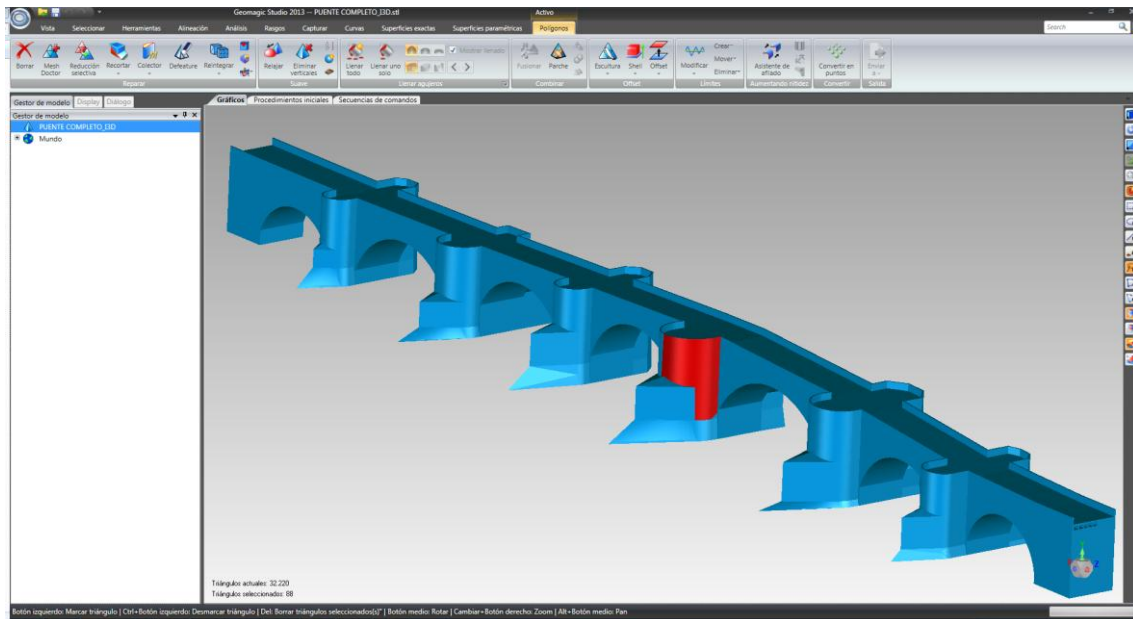 Geomagic Studio 2013 -- PUENTE COMPLETO_I3D.stl
Activo
Vista Seleccionar Herramientas Alineación Análisis Rasgos Capturar Curvas Superficies exactas Superficies paramétricas Polígonos
Search
Borrar Mesh Doctor Reducción selectiva Recortar Colector Defeature Reintegrar Relajar Eliminar verticales Llenar todo Llenar uno solo Mostrar llenado Fusionar Parche Escultura Shell Offset Modificar Crear Mover Eliminar Asistente de afilado Convertir en puntos Enviar a
Reparar Suave Llenar agujeros Combinar Offset Límites Aumentando nitidez Convertir Salida
Gestor de modelo Display Diálogo Gráficos Procedimientos iniciales Secuencias de comandos
Gestor de modelo
PUENTE COMPLETO_I3D
Mundo
Triángulos actuales: 32.220
Triángulos seleccionados: 88
Botón izquierdo: Marcar triángulo | Ctrl+Botón izquierdo: Desmarcar triángulo | Del: Borrar triángulos seleccionados(s)" | Botón medio: Rotar | Cambiar+Botón derecho: Zoom | Alt+Botón medio: Pan